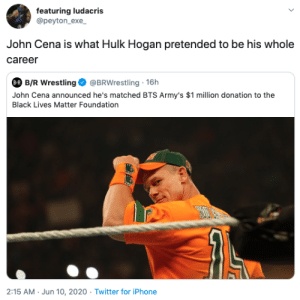 featuring ludacris
@peyton_exe_
John Cena is what Hulk Hogan pretended to be his whole
career
B/R Wrestling @BRWrestling · 16h
John Cena announced he's matched BTS Army's $1 million donation to the
Black Lives Matter Foundation
15
2:15 AM · Jun 10, 2020 · Twitter for iPhone